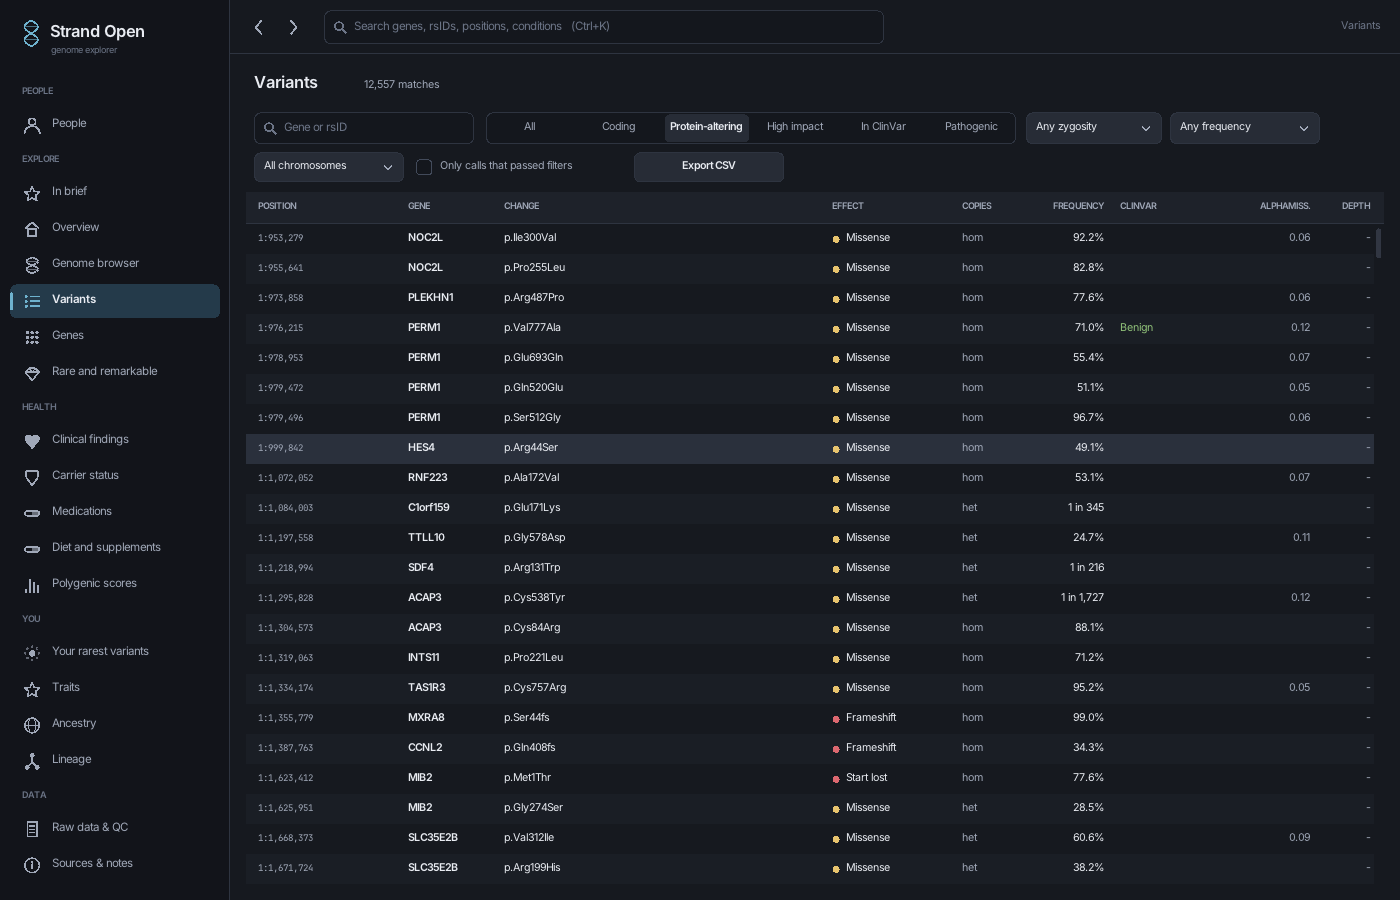 Strand Open
genome explorer
PEOPLE
People
EXPLORE
In brief
Overview
Genome browser
Variants
Genes
Rare and remarkable
HEALTH
Clinical findings
Carrier status
Medications
Diet and supplements
Polygenic scores
YOU
Your rarest variants
Traits
Ancestry
Lineage
DATA
Raw data & QC
Sources & notes
Search genes, rsIDs, positions, conditions (Ctrl+K)
Variants
Variants 12,557 matches
Gene or rsID All Coding Protein-altering High impact In ClinVar Pathogenic Any zygosity Any frequency
All chromosomes Only calls that passed filters Export CSV
POSITION GENE CHANGE EFFECT COPIES FREQUENCY CLINVAR ALPHAMISS. DEPTH
1:953,279 NOC2L p.Ile300Val Missense hom 92.2% 0.06 -
1:955,641 NOC2L p.Pro255Leu Missense hom 82.8% -
1:973,858 PLEKHN1 p.Arg487Pro Missense hom 77.6% 0.06 -
1:976,215 PERM1 p.Val777Ala Missense hom 71.0% Benign 0.12 -
1:978,953 PERM1 p.Glu693Gln Missense hom 55.4% 0.07 -
1:979,472 PERM1 p.Gln520Glu Missense hom 51.1% 0.05 -
1:979,496 PERM1 p.Ser512Gly Missense hom 96.7% 0.06 -
1:999,842 HES4 p.Arg44Ser Missense hom 49.1% -
1:1,072,052 RNF223 p.Ala172Val Missense hom 53.1% 0.07 -
1:1,084,003 C1orf159 p.Glu171Lys Missense het 1 in 345 -
1:1,197,558 TTLL10 p.Gly578Asp Missense het 24.7% 0.11 -
1:1,218,994 SDF4 p.Arg131Trp Missense het 1 in 216 -
1:1,295,828 ACAP3 p.Cys538Tyr Missense het 1 in 1,727 0.12 -
1:1,304,573 ACAP3 p.Cys84Arg Missense hom 88.1% -
1:1,319,063 INTS11 p.Pro221Leu Missense hom 71.2% -
1:1,334,174 TAS1R3 p.Cys757Arg Missense hom 95.2% 0.05 -
1:1,355,779 MXRA8 p.Ser44fs Frameshift hom 99.0% -
1:1,387,763 CCNL2 p.Gln408fs Frameshift hom 34.3% -
1:1,623,412 MIB2 p.Met1Thr Start lost hom 77.6% -
1:1,625,951 MIB2 p.Gly274Ser Missense het 28.5% -
1:1,668,373 SLC35E2B p.Val312Ile Missense het 60.6% 0.09 -
1:1,671,724 SLC35E2B p.Arg199His Missense het 38.2% -